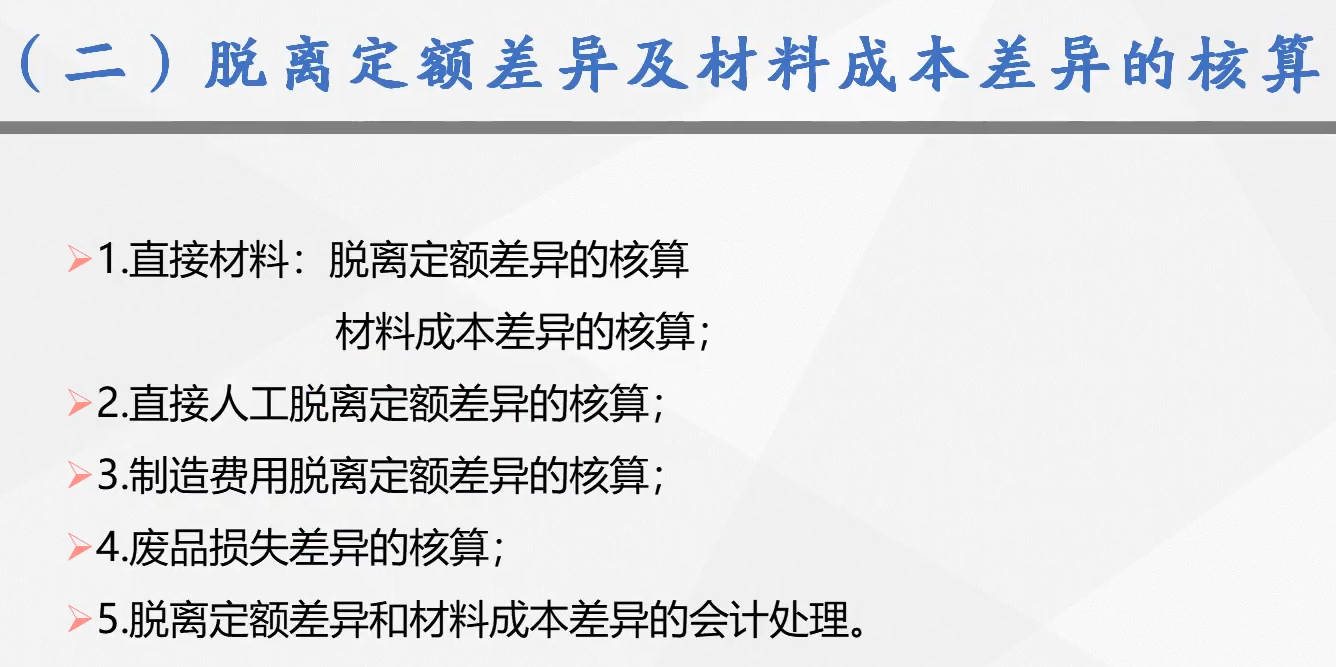 （二）脱离定额差异及材料成本差异的核算
1.直接材料：脱离定额差异的核算
材料成本差异的核算；
2.直接人工脱离定额差异的核算；
3.制造费用脱离定额差异的核算；
4.废品损失差异的核算；
5.脱离定额差异和材料成本差异的会计处理。